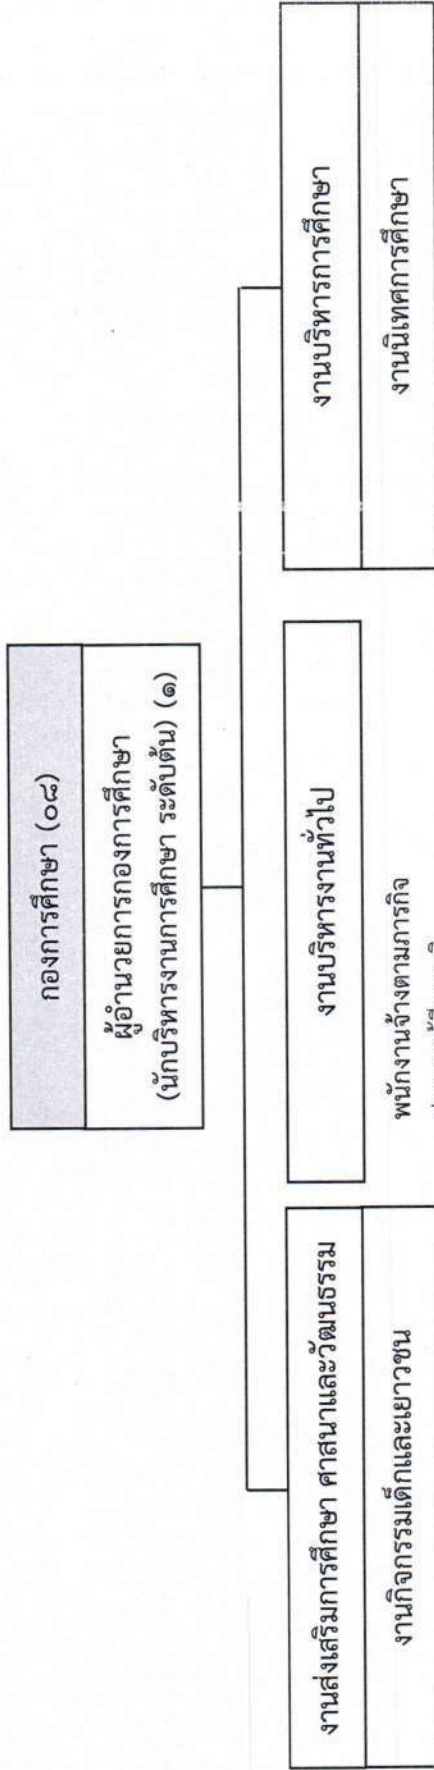 กองการศึกษา (๐๘)
ผู้อำนวยการกองการศึกษา
(นักบริหารงานการศึกษา ระดับต้น) (๑)
งานส่งเสริมการศึกษา ศาสนาและวัฒนธรรม
งานกิจกรรมเด็กและเยาวชน
งานบริหารงานทั่วไป
พนักงานจ้างตามภารกิจ
งานบริหารการศึกษา
งานนิเทศการศึกษา